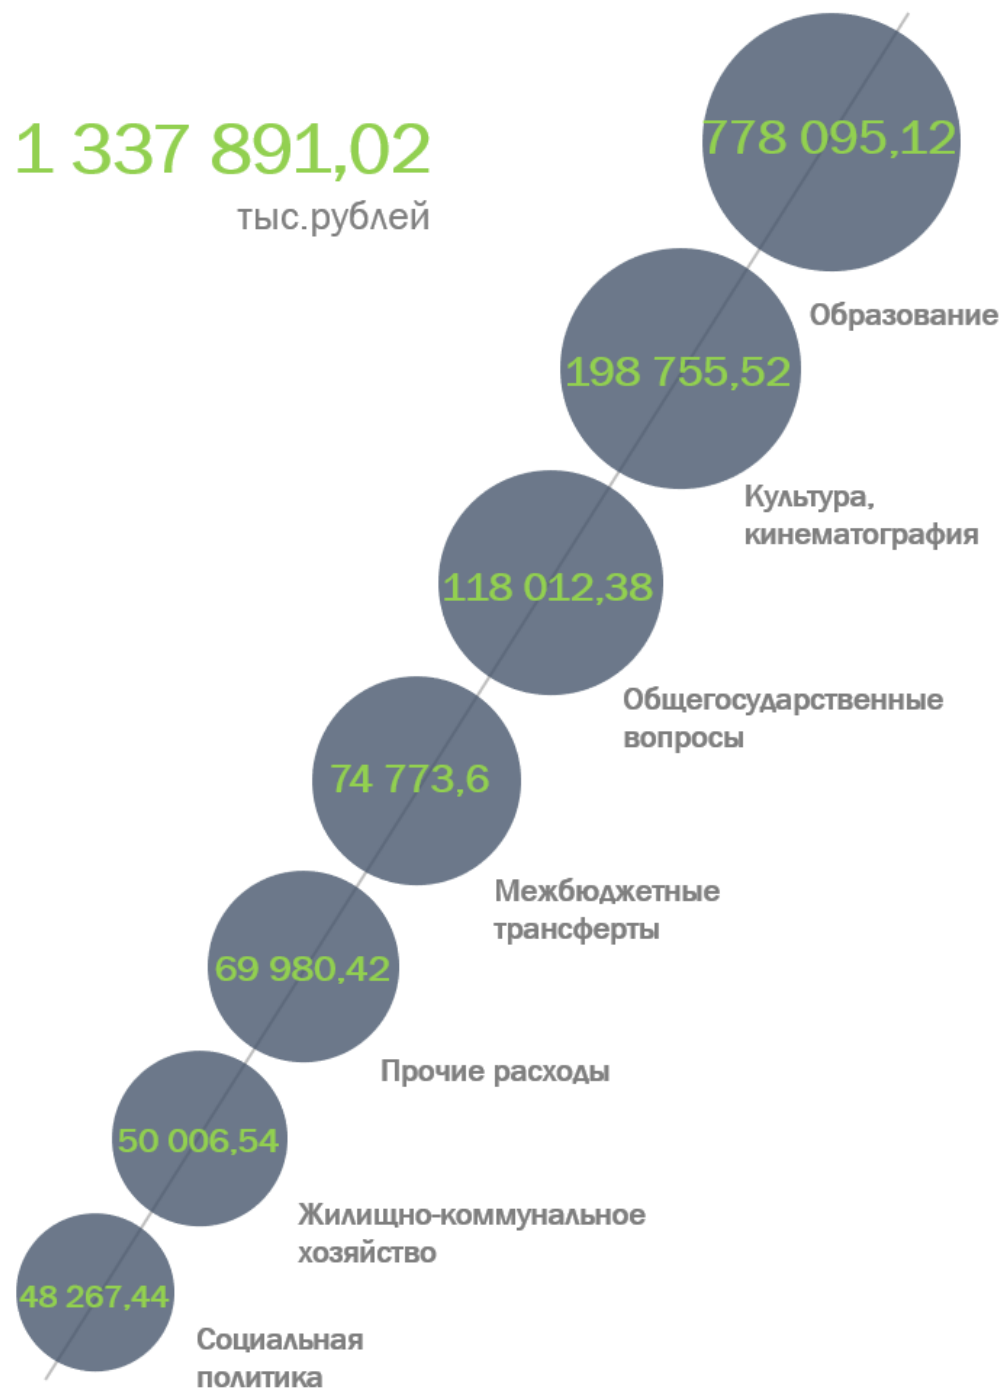 1 337 891,02
тыс.рублей
778 095,12
Образование
198 755,52
Культура,
кинематография
118 012,38
Общегосударственные
вопросы
74 773,6
Межбюджетные
трансферты
69 980,42
Прочие расходы
50 006,54
Жилищно-коммунальное
хозяйство
48 267,44
Социальная
политика